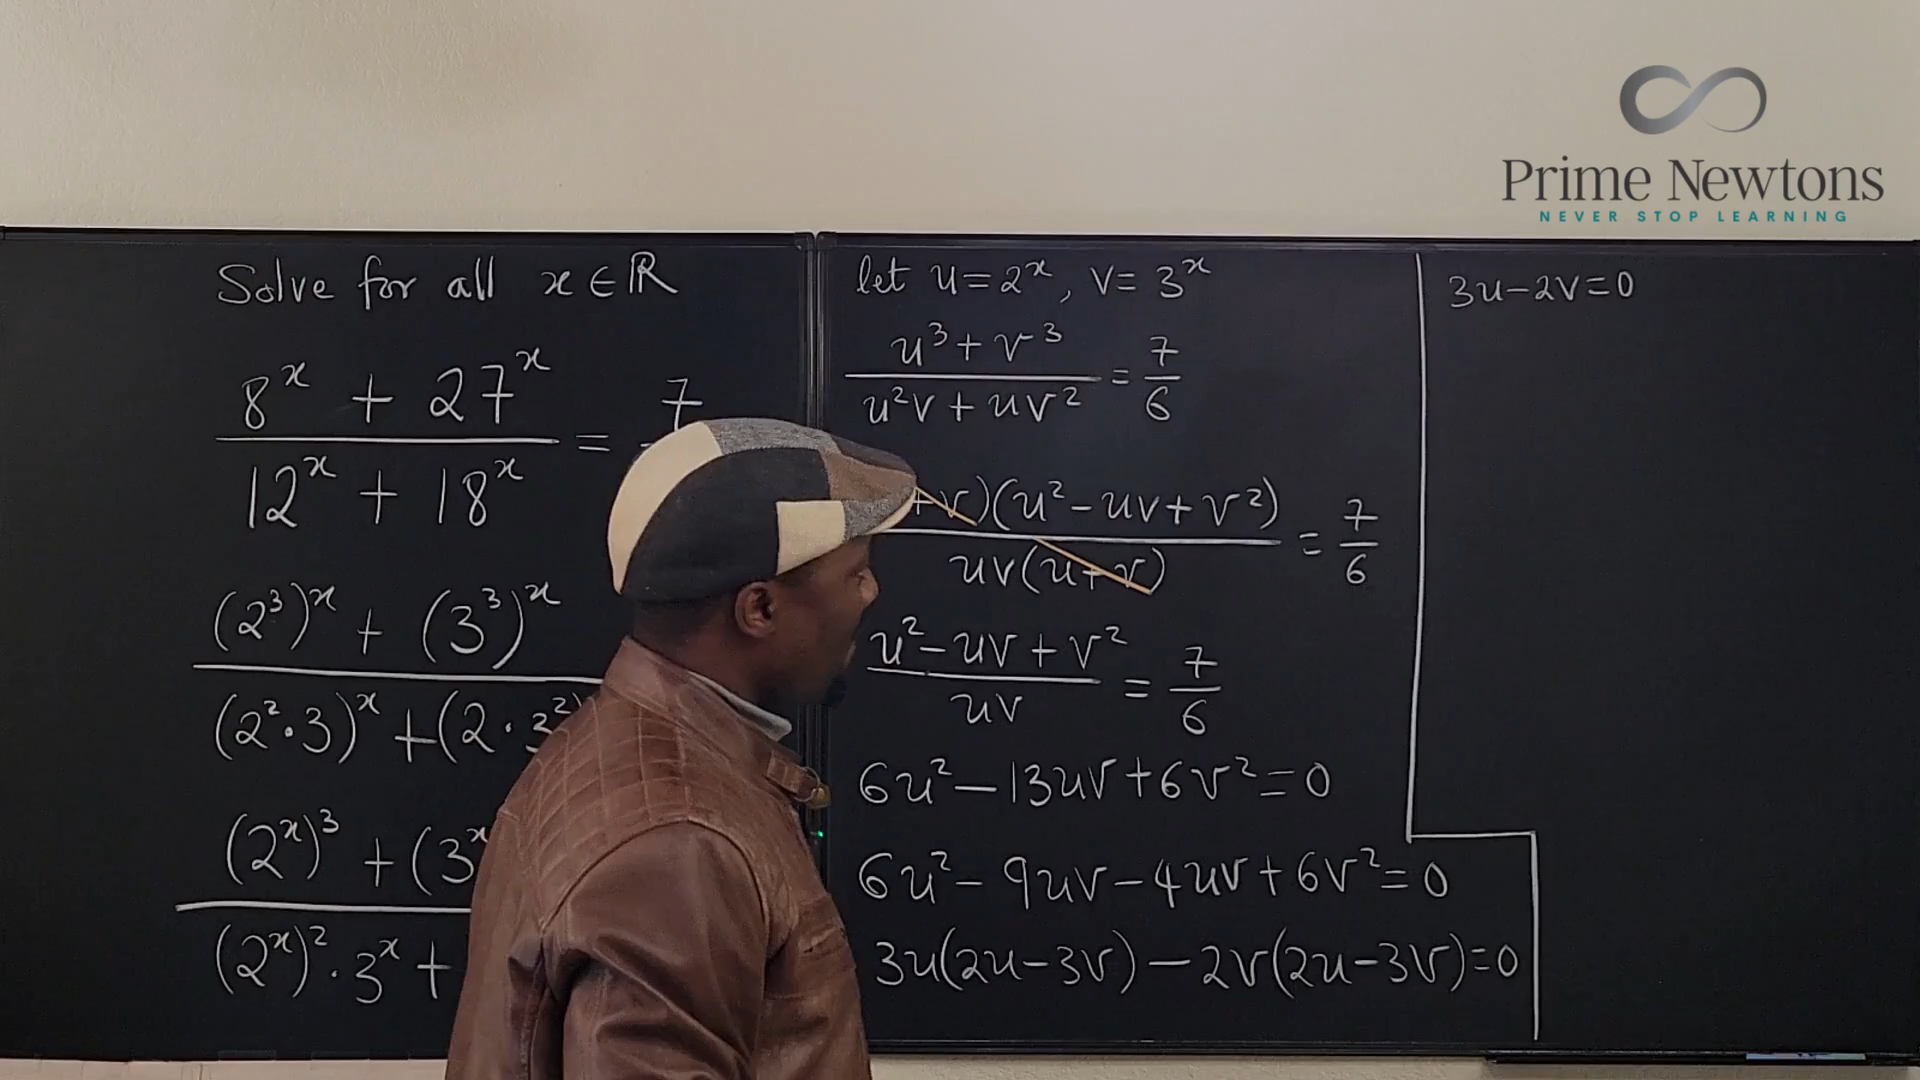 Prime Newtons
NEVER STOP LEARNING
Solve for all x ∈ ℝ
8^x + 27^x
12^x + 18^x
=
7
(2^3)^x + (3^3)^x
(2^2·3)^x + (2·3^2)
(2^x)^3 + (3^x
(2^x)^2·3^x +
let u = 2^x, v = 3^x
u^3 + v^3
u^2v + uv^2
= 7/6
+v)(u^2 - uv + v^2)
uv(u+v)
= 7/6
u^2 - uv + v^2
uv
= 7/6
6u^2 - 13uv + 6v^2 = 0
6u^2 - 9uv - 4uv + 6v^2 = 0
3u(2u-3v) - 2v(2u-3v) = 0
3u-2v=0